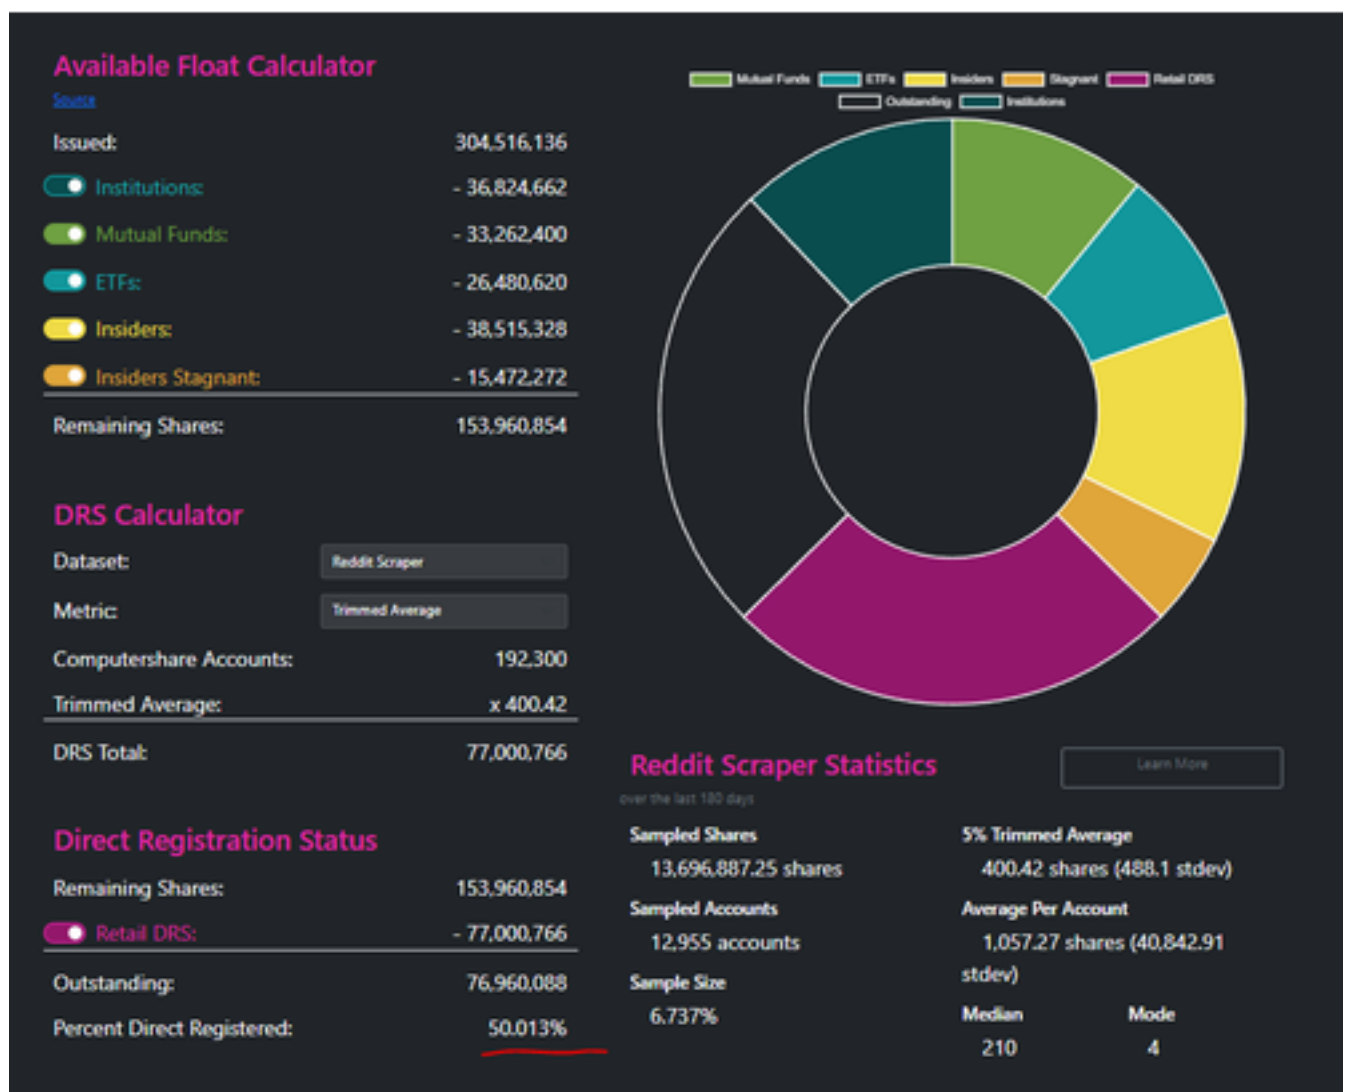 Available Float Calculator
Source
Issued: 304,516,136
Institutions: - 36,824,662
Mutual Funds: - 33,262,400
ETFs: - 26,480,620
Insiders: - 38,515,328
Insiders Stagnant: - 15,472,272
Remaining Shares: 153,960,854
DRS Calculator
Dataset: Reddit Scraper
Metric: Trimmed Average
Computershare Accounts: 192,300
Trimmed Average: x 400.42
DRS Total: 77,000,766
Direct Registration Status
Remaining Shares: 153,960,854
Retail DRS: - 77,000,766
Outstanding: 76,960,088
Percent Direct Registered: 50.013%
Mutual Funds ETFs Insiders Stagnant Retail DRS
Outstanding Institutions
Reddit Scraper Statistics
Learn More
over the last 180 days
Sampled Shares
13,696,887.25 shares
Sampled Accounts
12,955 accounts
Sample Size
6.737%
5% Trimmed Average
400.42 shares (488.1 stdev)
Average Per Account
1,057.27 shares (40,842.91
stdev)
Median Mode
210 4